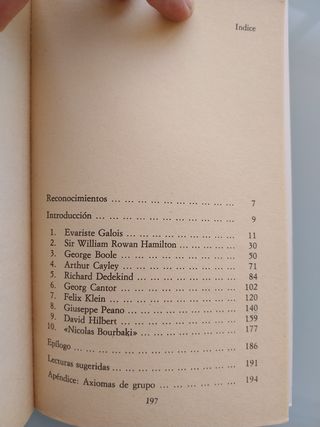 Indice
Reconocimientos ... ... ... ... ... ... ... ... ... ... 7
Introducción ... ... ... ... ... ... ... ... ... ... ... 9
1. Evariste Galois ... ... ... ... ... ... ... ... ... 11
2. Sir William Rowan Hamilton ... ... ... ... ... 30
3. George Boole ... ... ... ... ... ... ... ... ... ... 50
4. Arthur Cayley ... ... ... ... ... ... ... ... ... ... 71
5. Richard Dedekind ... ... ... ... ... ... ... ... 84
6. Georg Cantor ... ... ... ... ... ... ... ... ... ... 102
7. Felix Klein ... ... ... ... ... ... ... ... ... ... ... 120
8. Giuseppe Peano ... ... ... ... ... ... ... ... ... 140
9. David Hilbert ... ... ... ... ... ... ... ... ... ... 159
10. «Nicolas Bourbaki» ... ... ... ... ... ... ... ... 177
Epílogo ... ... ... ... ... ... ... ... ... ... ... ... ... 186
Lecturas sugeridas ... ... ... ... ... ... ... ... ... 191
Apéndice: Axiomas de grupo ... ... ... ... ... ... 194
197